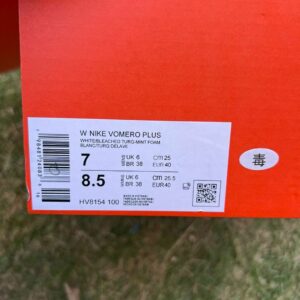 W NIKE VOMERO PLUS
WHITE/BLEACHED TURQ-MINT FOAM
BLANC/TURQ DELAVE
7 UK 6 cm 25
BR 38 EUR 40
8.5 UK 6 cm 25.5
BR 38 EUR 40
HV8154 100
毒